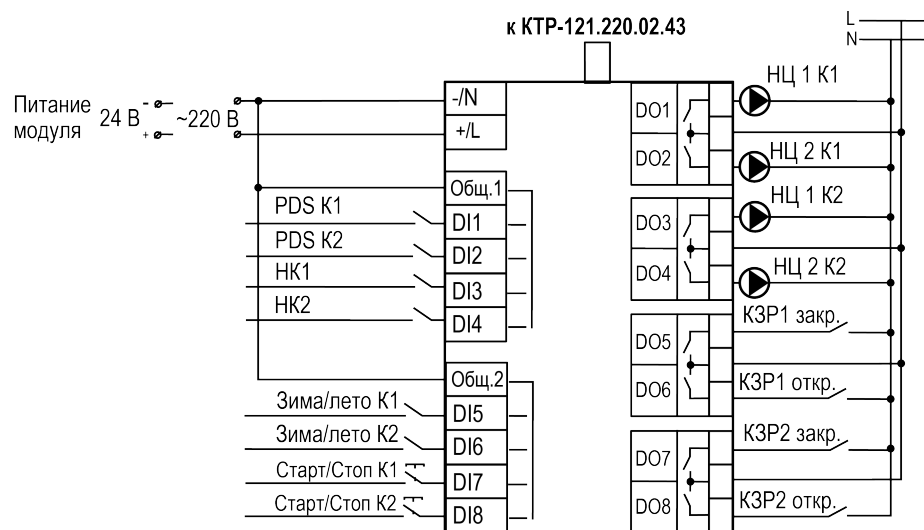 к КТР-121.220.02.43
L
N
Питание
модуля
24 В
-
+
~220 В
-/N
+/L
Общ.1
PDS К1
DI1
PDS К2
DI2
НК1
DI3
НК2
DI4
Общ.2
Зима/лето К1
DI5
Зима/лето К2
DI6
Старт/Стоп К1
DI7
Старт/Стоп К2
DI8
DO1
НЦ 1 К1
DO2
НЦ 2 К1
DO3
НЦ 1 К2
DO4
НЦ 2 К2
DO5
КЗР1 закр.
DO6
КЗР1 откр.
DO7
КЗР2 закр.
DO8
КЗР2 откр.